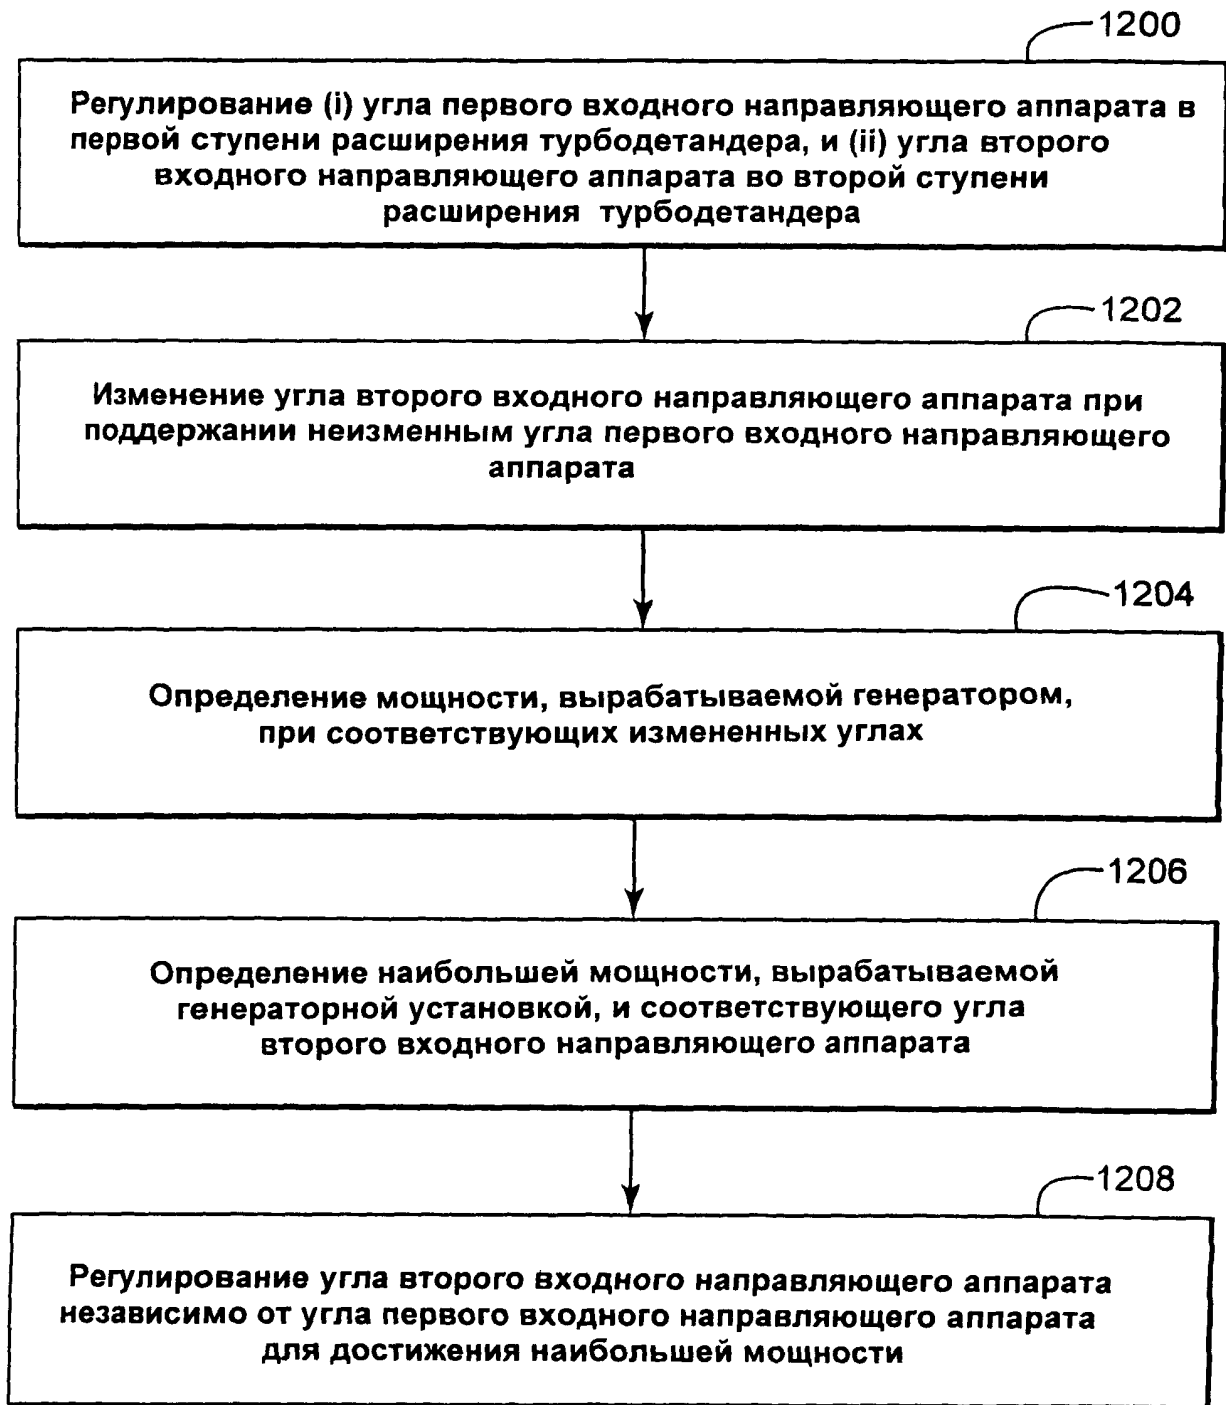 1200
Регулирование (i) угла первого входного направляющего аппарата в
первой ступени расширения турбодетандера, и (ii) угла второго
входного направляющего аппарата во второй ступени
расширения турбодетандера
1202
Изменение угла второго входного направляющего аппарата при
поддержании неизменным угла первого входного направляющего
аппарата
1204
Определение мощности, вырабатываемой генератором,
при соответствующих измененных углах
1206
Определение наибольшей мощности, вырабатываемой
генераторной установкой, и соответствующего угла
второго входного направляющего аппарата
1208
Регулирование угла второго входного направляющего аппарата
независимо от угла первого входного направляющего аппарата
для достижения наибольшей мощности